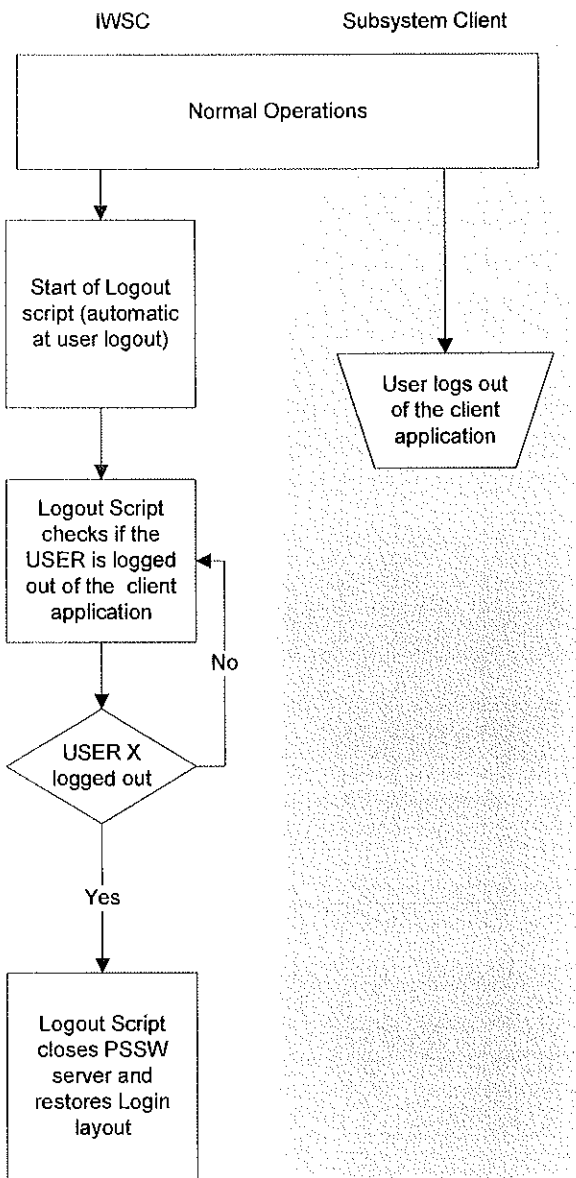 IWSC
Subsystem Client
Normal Operations
Start of Logout
script (automatic
at user logout)
User logs out
of the client
application
Logout Script
checks if the
USER is logged
out of the client
application
No
USER X
logged out
Yes
Logout Script
closes PSSW
server and
restores Login
layout